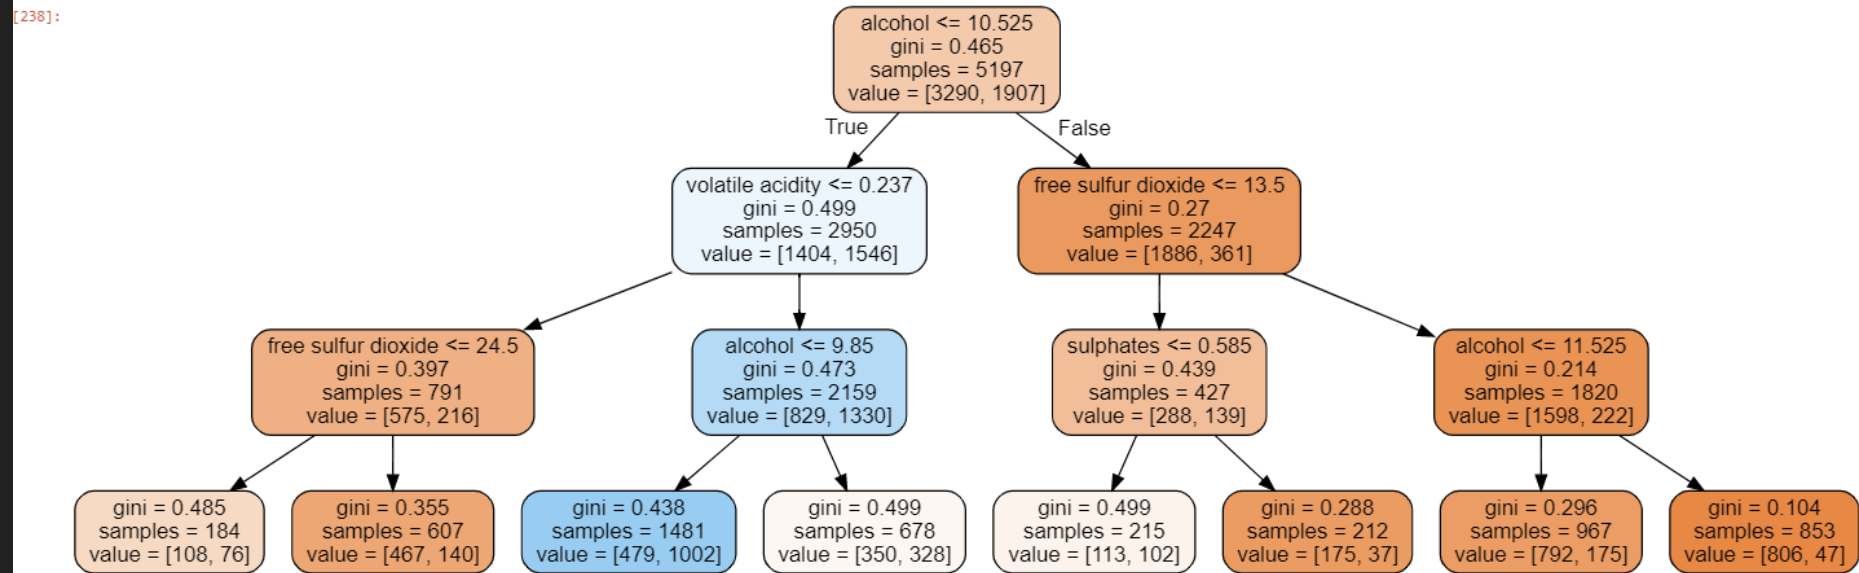 [238]:
alcohol <= 10.525
gini = 0.465
samples = 5197
value = [3290, 1907]
True
False
volatile acidity <= 0.237
gini = 0.499
samples = 2950
value = [1404, 1546]
free sulfur dioxide <= 13.5
gini = 0.27
samples = 2247
value = [1886, 361]
free sulfur dioxide <= 24.5
gini = 0.397
samples = 791
value = [575, 216]
alcohol <= 9.85
gini = 0.473
samples = 2159
value = [829, 1330]
sulphates <= 0.585
gini = 0.439
samples = 427
value = [288, 139]
alcohol <= 11.525
gini = 0.214
samples = 1820
value = [1598, 222]
gini = 0.485
samples = 184
value = [108, 76]
gini = 0.355
samples = 607
value = [467, 140]
gini = 0.438
samples = 1481
value = [479, 1002]
gini = 0.499
samples = 678
value = [350, 328]
gini = 0.499
samples = 215
value = [113, 102]
gini = 0.288
samples = 212
value = [175, 37]
gini = 0.296
samples = 967
value = [792, 175]
gini = 0.104
samples = 853
value = [806, 47]